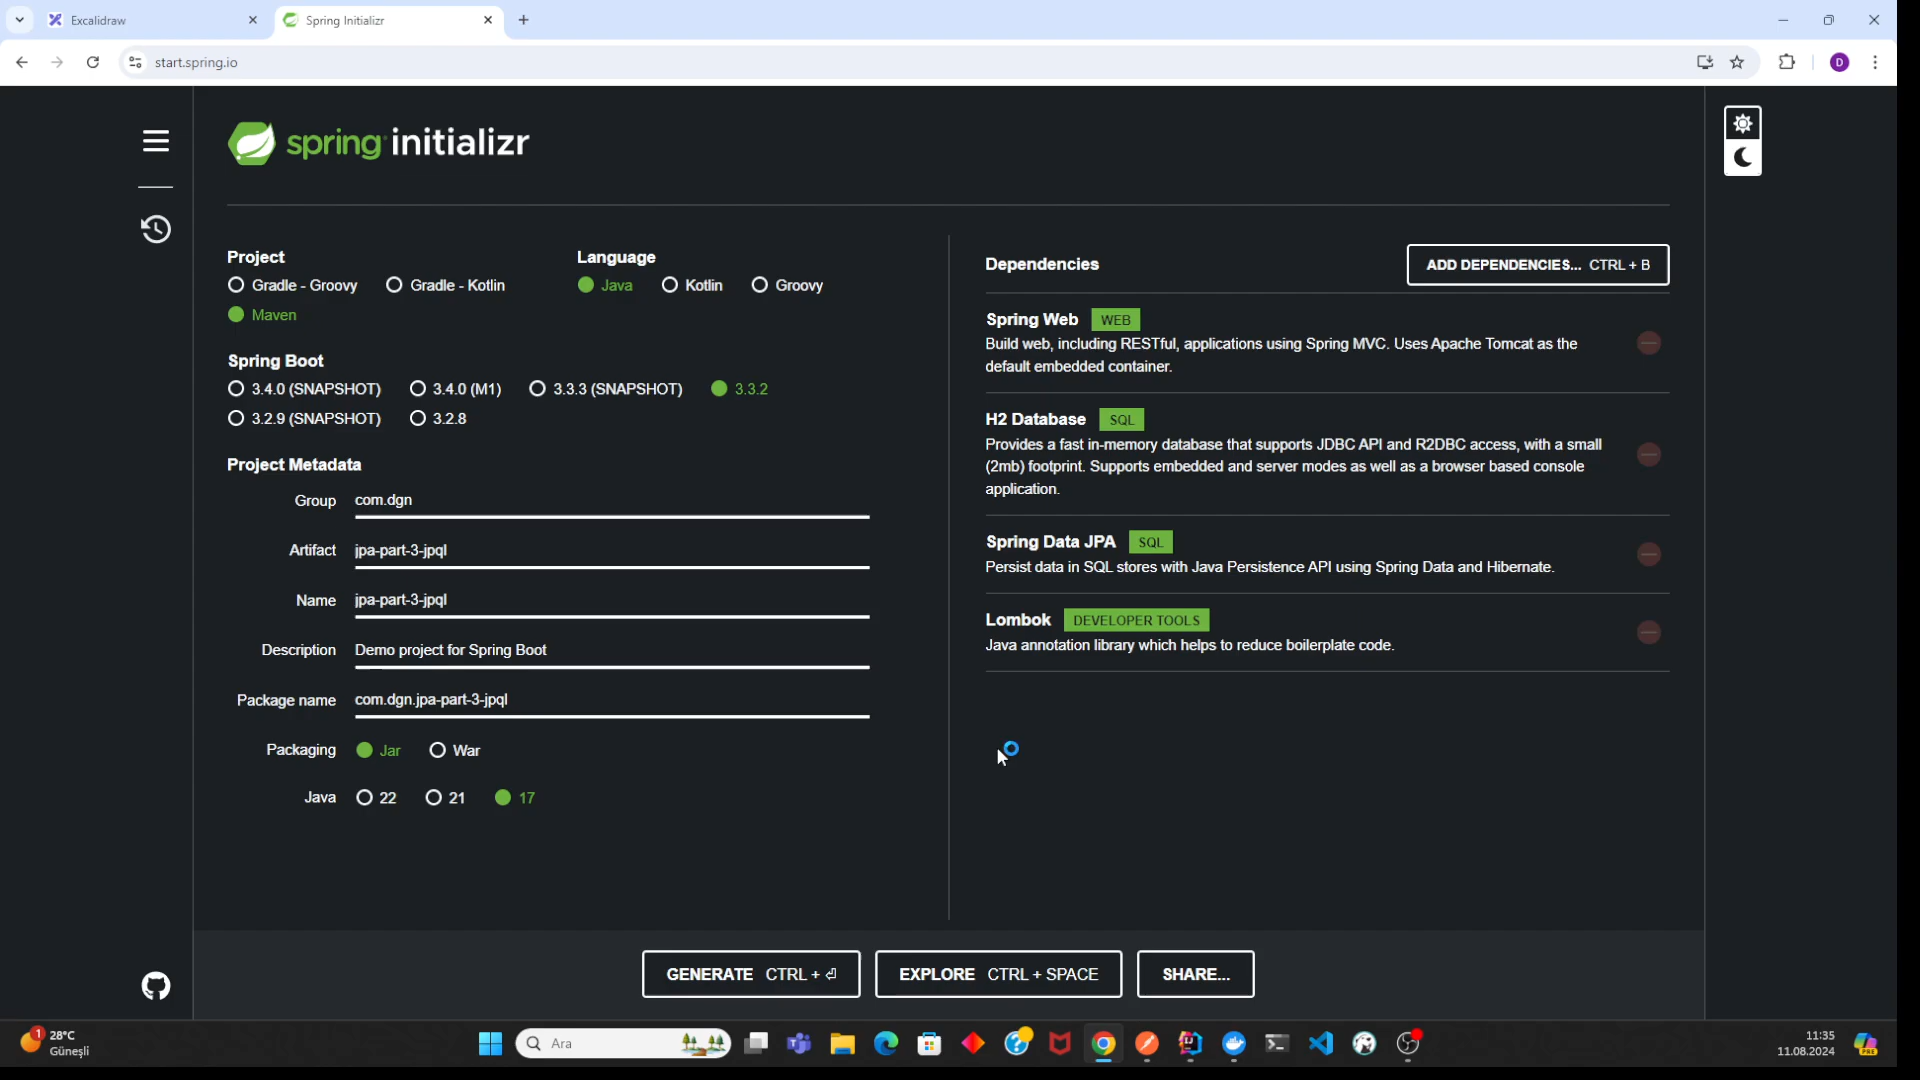 Excalidraw
Spring Initializr
start.spring.io
D
spring initializr
Project
Gradle - Groovy
Gradle - Kotlin
Maven
Language
Java
Kotlin
Groovy
Spring Boot
3.4.0 (SNAPSHOT)
3.4.0 (M1)
3.3.3 (SNAPSHOT)
3.3.2
3.2.9 (SNAPSHOT)
3.2.8
Project Metadata
Group com.dgn
Artifact jpa-part-3-jpql
Name jpa-part-3-jpql
Description Demo project for Spring Boot
Package name com.dgn.jpa-part-3-jpql
Packaging Jar War
Java 22 21 17
Dependencies
ADD DEPENDENCIES... CTRL + B
Spring Web WEB
Build web, including RESTful, applications using Spring MVC. Uses Apache Tomcat as the
default embedded container.
H2 Database SQL
Provides a fast in-memory database that supports JDBC API and R2DBC access, with a small
(2mb) footprint. Supports embedded and server modes as well as a browser based console
application.
Spring Data JPA SQL
Persist data in SQL stores with Java Persistence API using Spring Data and Hibernate.
Lombok DEVELOPER TOOLS
Java annotation library which helps to reduce boilerplate code.
GENERATE CTRL + ⏎
EXPLORE CTRL + SPACE
SHARE...
1
28°C
Güneşli
Ara
11:35
11.08.2024
PRE